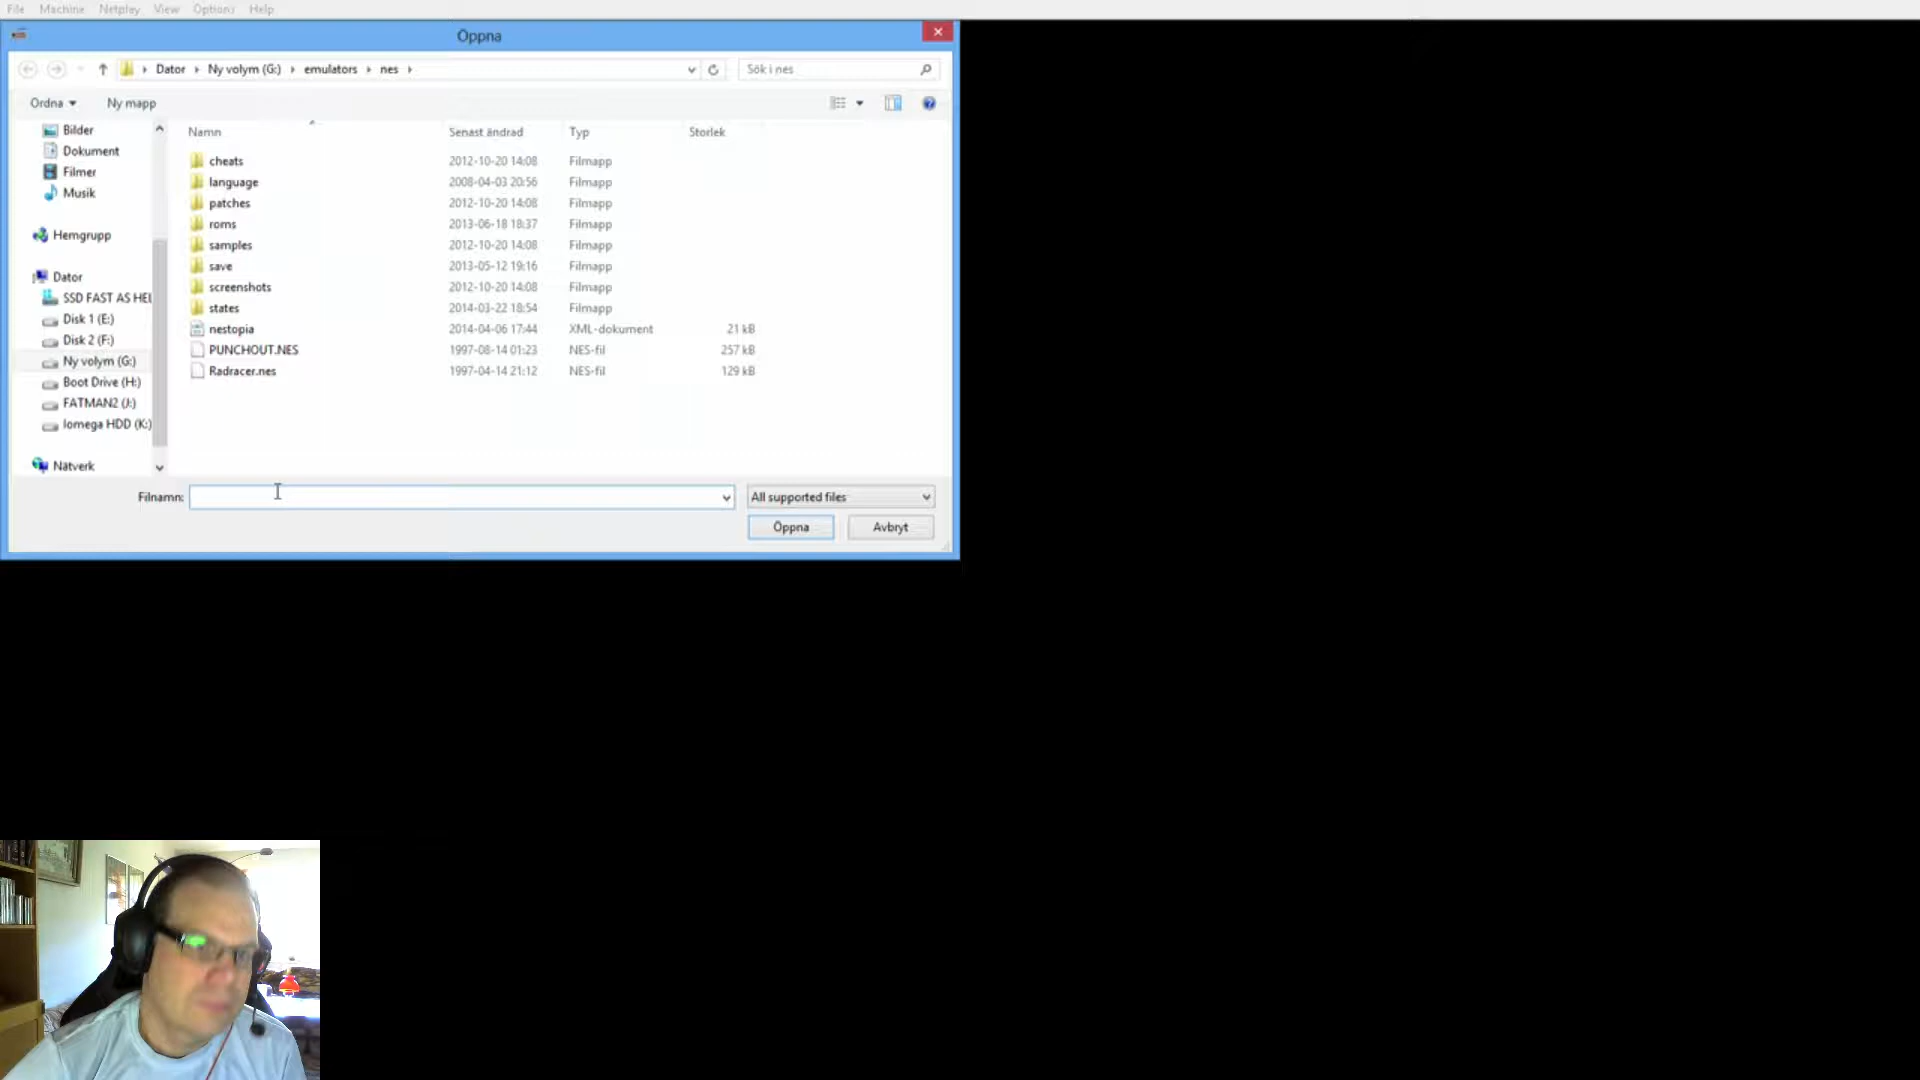 File Machine Netplay View Options Help
Öppna
Dator Ny volym (G:) emulators nes
Sök i nes
Ordna Ny mapp
Namn Senast ändrad Typ Storlek
Bilder
Dokument
Filmer
Musik
Hemgrupp
Dator
SSD FAST AS HEL
Disk 1 (E:)
Disk 2 (F:)
Ny volym (G:)
Boot Drive (H:)
FATMAN2 (J:)
Iomega HDD (K:)
Nätverk
cheats 2012-10-20 14:08 Filmapp
language 2008-04-03 20:56 Filmapp
patches 2012-10-20 14:08 Filmapp
roms 2013-06-18 18:37 Filmapp
samples 2012-10-20 14:08 Filmapp
save 2013-05-12 19:16 Filmapp
screenshots 2012-10-20 14:08 Filmapp
states 2014-03-22 18:54 Filmapp
nestopia 2014-04-06 17:44 XML-dokument 21 kB
PUNCHOUT.NES 1997-08-14 01:23 NES-fil 257 kB
Radracer.nes 1997-04-14 21:12 NES-fil 129 kB
Filnamn:
All supported files
Öppna Avbryt